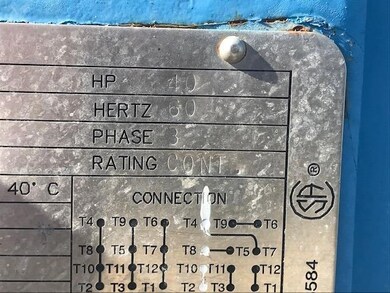 HP 40
HERTZ 60
PHASE 3
RATING CONT
40° C
CONNECTION
T4 T9 T6 T4 T9 T6
T8 T5 T7 T8 T5 T7
T10 T11 T12 T10 T11 T12
T2 T3 T1 T2 T3 T1
SA ®
584